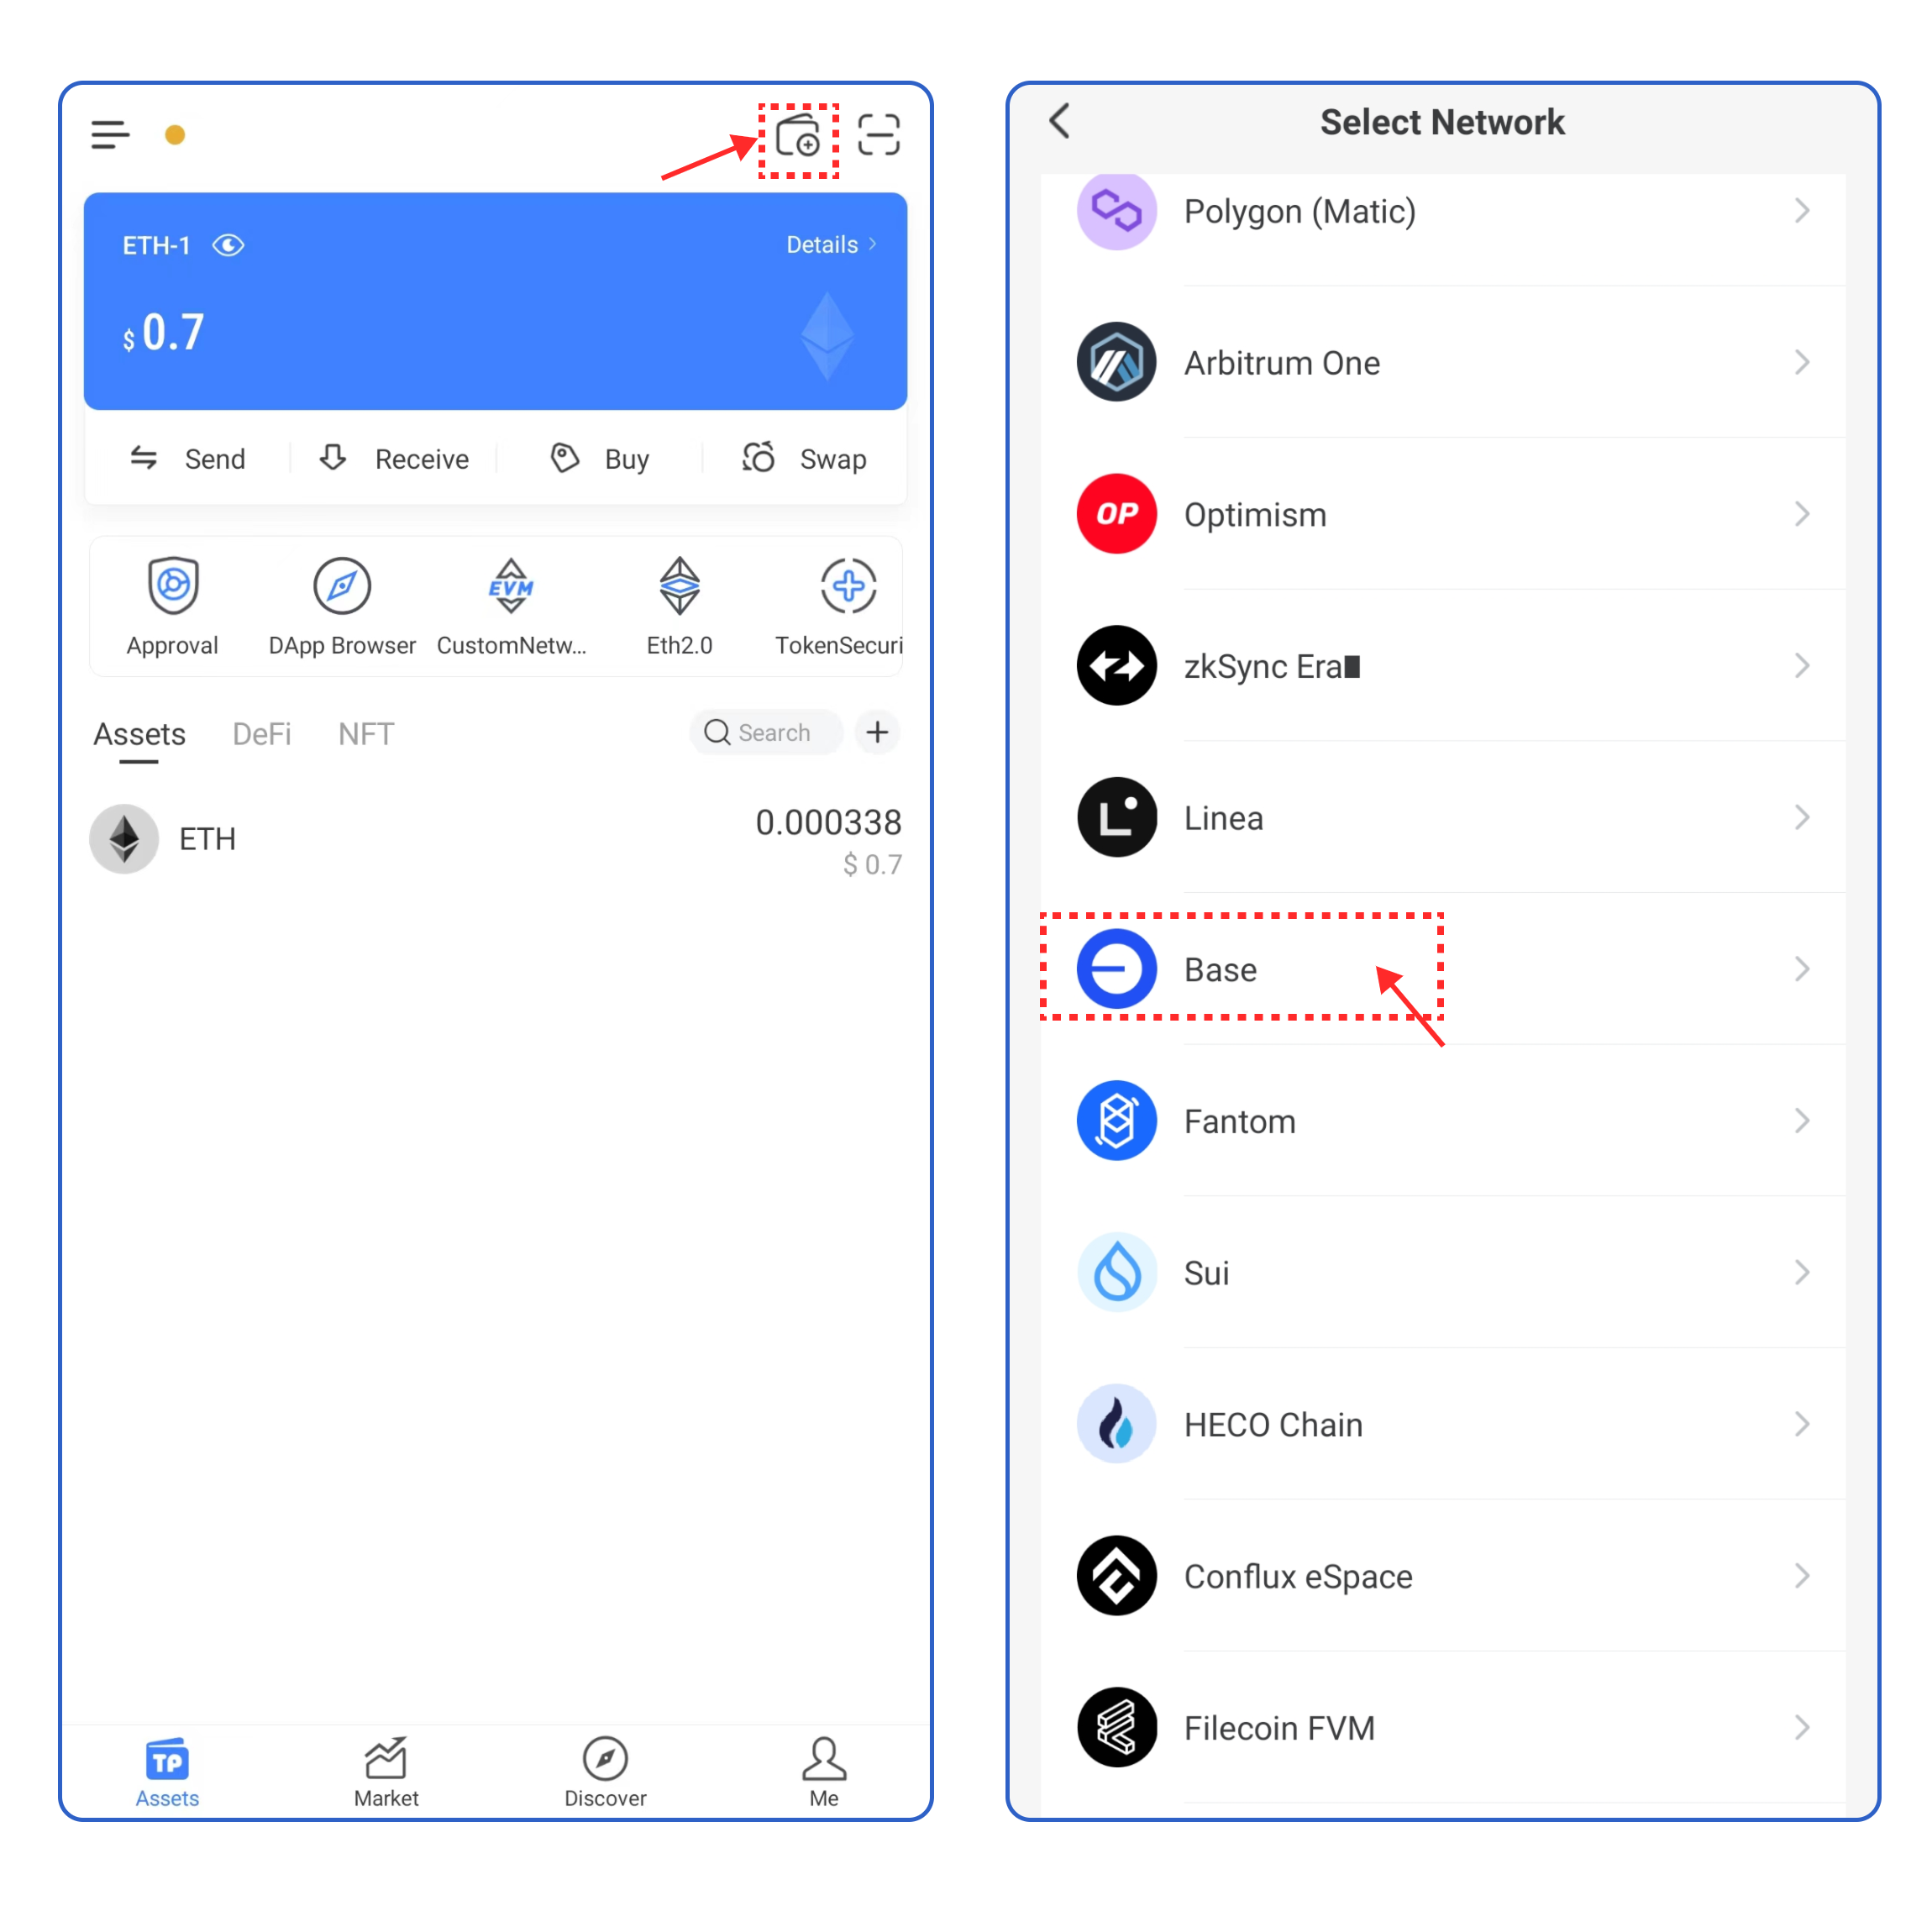 ETH-1
Details
$ 0.7
Send
Receive
Buy
Swap
EVM
Approval
DApp Browser
CustomNetw...
Eth2.0
TokenSecuri
Assets
DeFi
NFT
Search
ETH
0.000338
$ 0.7
TP
Assets
Market
Discover
Me
Select Network
Polygon (Matic)
Arbitrum One
OP
Optimism
zkSync Era
Linea
Base
Fantom
Sui
HECO Chain
Conflux eSpace
Filecoin FVM